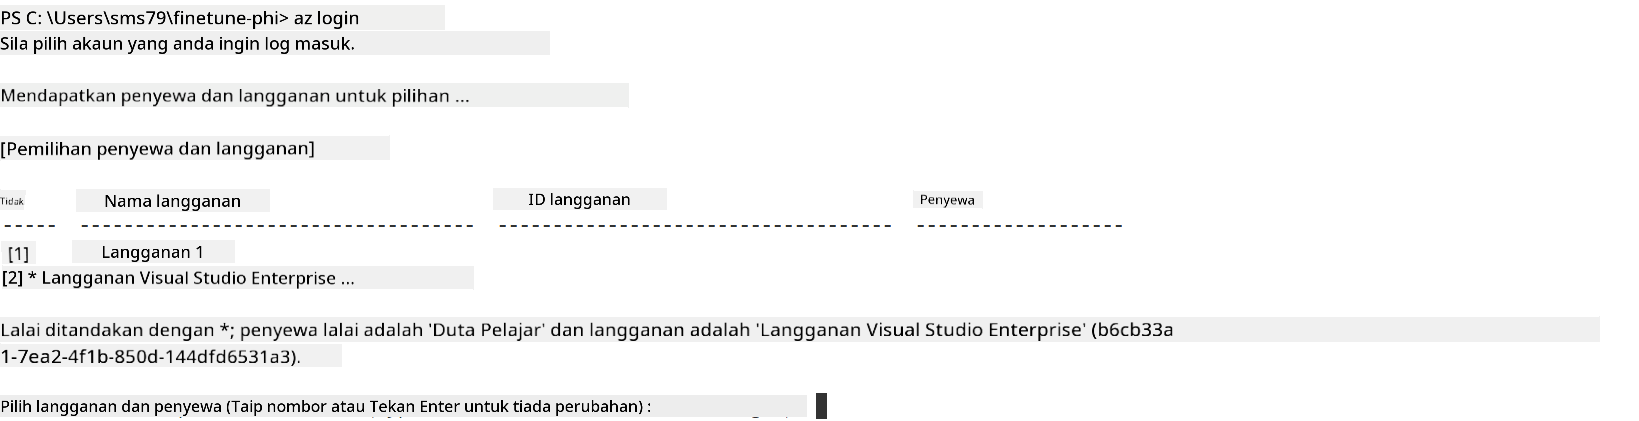 PS C: \Users\sms79\finetune-phi> az login
Sila pilih akaun yang anda ingin log masuk.
Mendapatkan penyewa dan langganan untuk pilihan ...
[Pemilihan penyewa dan langganan]
Tidak Nama langganan ID langganan Penyewa
----- ------------------------------------ ------------------------------------ -------------------
[1] Langganan 1
[2] * Langganan Visual Studio Enterprise ...
Lalai ditandakan dengan *; penyewa lalai adalah 'Duta Pelajar' dan langganan adalah 'Langganan Visual Studio Enterprise' (b6cb33a
1-7ea2-4f1b-850d-144dfd6531a3).
Pilih langganan dan penyewa (Taip nombor atau Tekan Enter untuk tiada perubahan) :